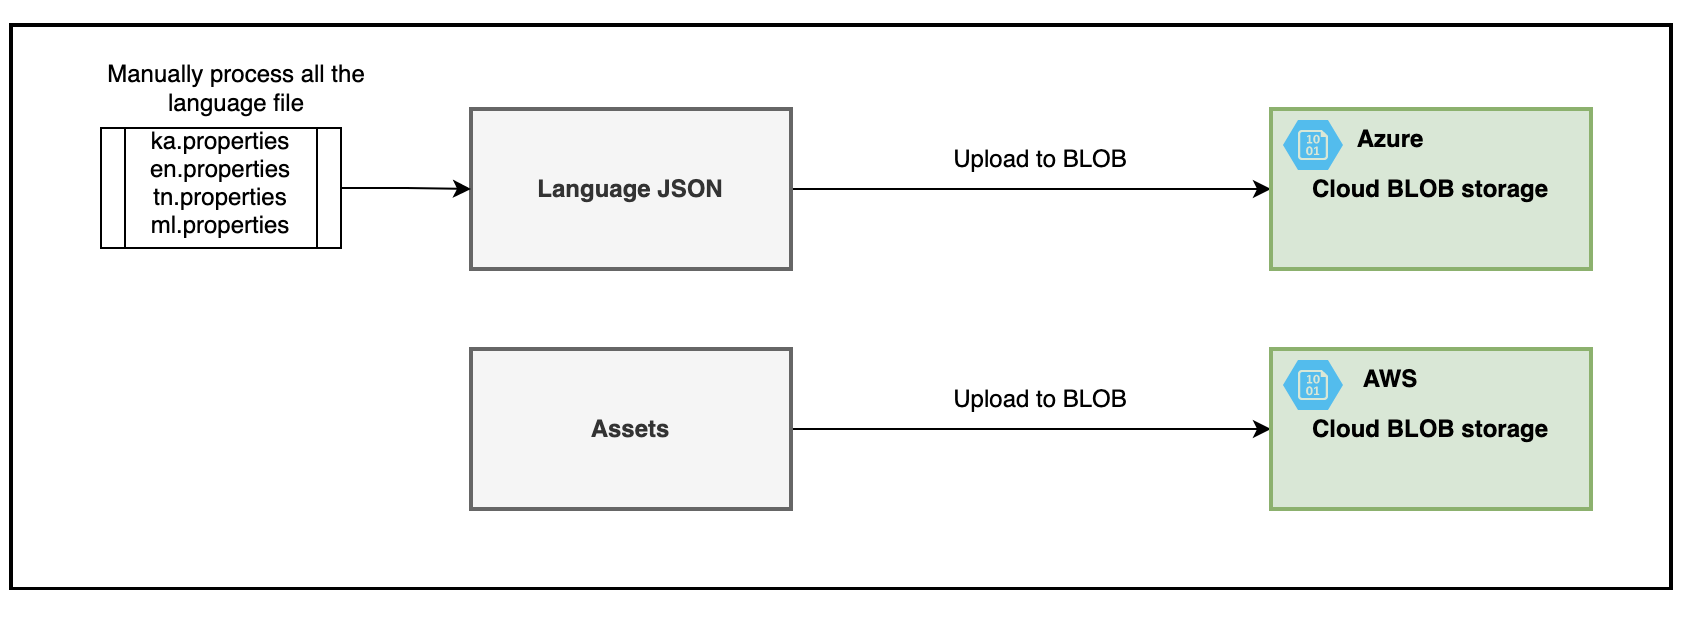 Manually process all the
language file
ka.properties
en.properties
tn.properties
ml.properties
Language JSON
Upload to BLOB
10
01
Azure
Cloud BLOB storage
Assets
Upload to BLOB
10
01
AWS
Cloud BLOB storage